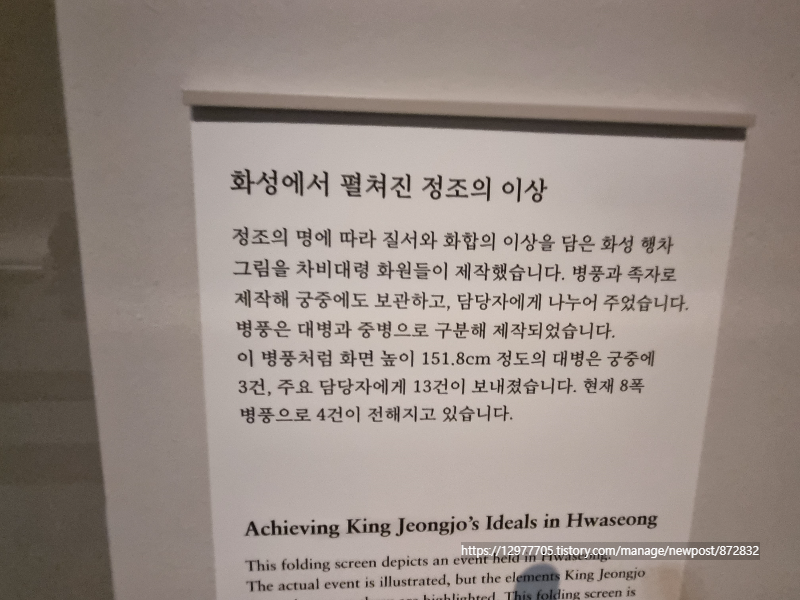 화성에서 펼쳐진 정조의 이상
정조의 명에 따라 질서와 화합의 이상을 담은 화성 행차
그림을 차비대령 화원들이 제작했습니다. 병풍과 족자로
제작해 궁중에도 보관하고, 담당자에게 나누어 주었습니다.
병풍은 대병과 중병으로 구분해 제작되었습니다.
이 병풍처럼 화면 높이 151.8cm 정도의 대병은 궁중에
3건, 주요 담당자에게 13건이 보내졌습니다. 현재 8폭
병풍으로 4건이 전해지고 있습니다.
Achieving King Jeongjo's Ideals in Hwaseong
https://12977705.tistory.com/manage/newpost/872832
This folding screen depicts an event held in Hwaseong.
The actual event is illustrated, but the elements King Jeongjo
highlighted. This folding screen is